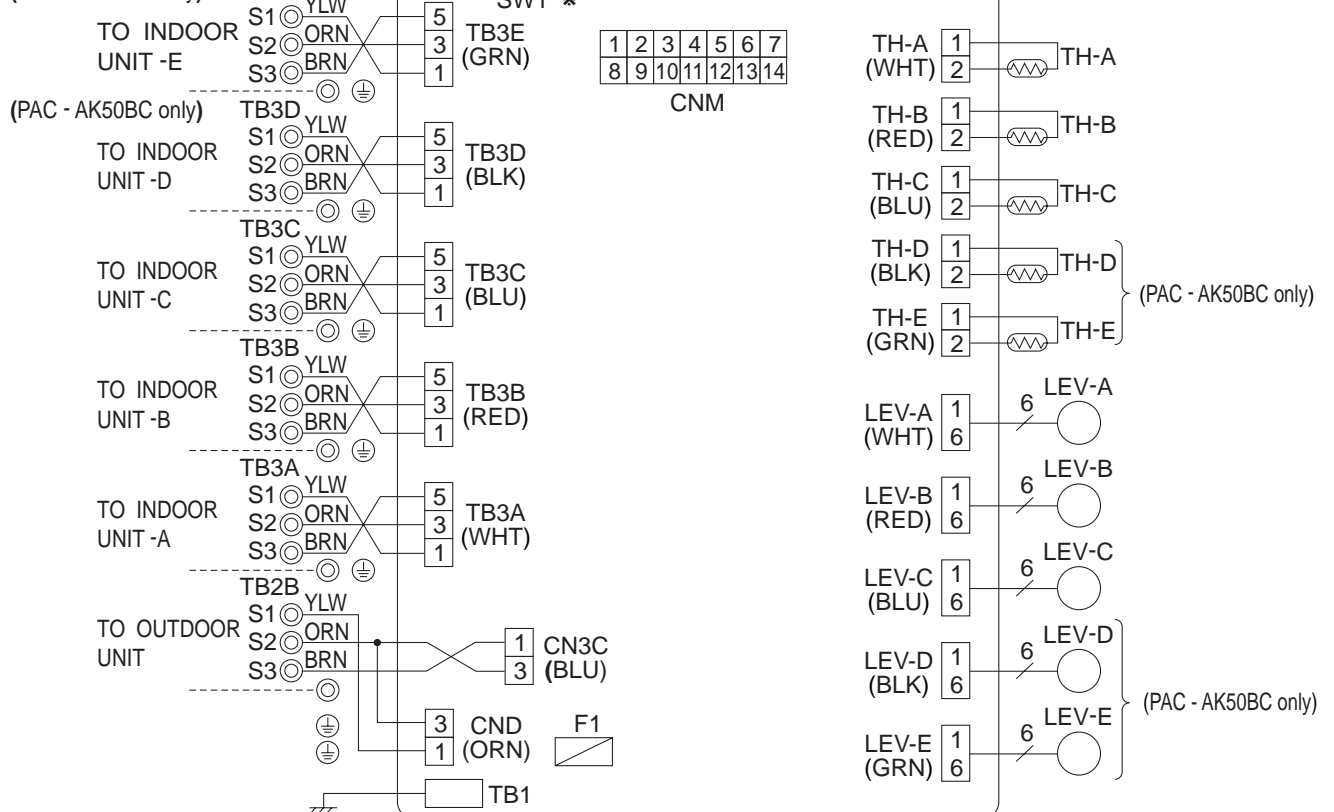 S1 YLW 5
SW1 *
TO INDOOR S2 ORN 3 TB3E
UNIT -E S3 BRN 1 (GRN)
1 2 3 4 5 6 7
8 9 10 11 12 13 14
CNM
(PAC - AK50BC only) TB3D
TO INDOOR S1 YLW 5
UNIT -D S2 ORN 3 TB3D
S3 BRN 1 (BLK)
TB3C
TO INDOOR S1 YLW 5
UNIT -C S2 ORN 3 TB3C
S3 BRN 1 (BLU)
TB3B
TO INDOOR S1 YLW 5
UNIT -B S2 ORN 3 TB3B
S3 BRN 1 (RED)
TB3A
TO INDOOR S1 YLW 5
UNIT -A S2 ORN 3 TB3A
S3 BRN 1 (WHT)
TB2B
S1 YLW
TO OUTDOOR S2 ORN 1 CN3C
UNIT S3 BRN 3 (BLU)
3 CND F1
1 (ORN)
TB1
TH-A 1 TH-A
(WHT) 2
TH-B 1 TH-B
(RED) 2
TH-C 1 TH-C
(BLU) 2
TH-D 1 TH-D
(BLK) 2
(PAC - AK50BC only)
TH-E 1 TH-E
(GRN) 2
LEV-A 1 6 LEV-A
(WHT) 6
LEV-B 1 6 LEV-B
(RED) 6
LEV-C 1 6 LEV-C
(BLU) 6
LEV-D 1 6 LEV-D
(BLK) 6
(PAC - AK50BC only)
LEV-E 1 6 LEV-E
(GRN) 6